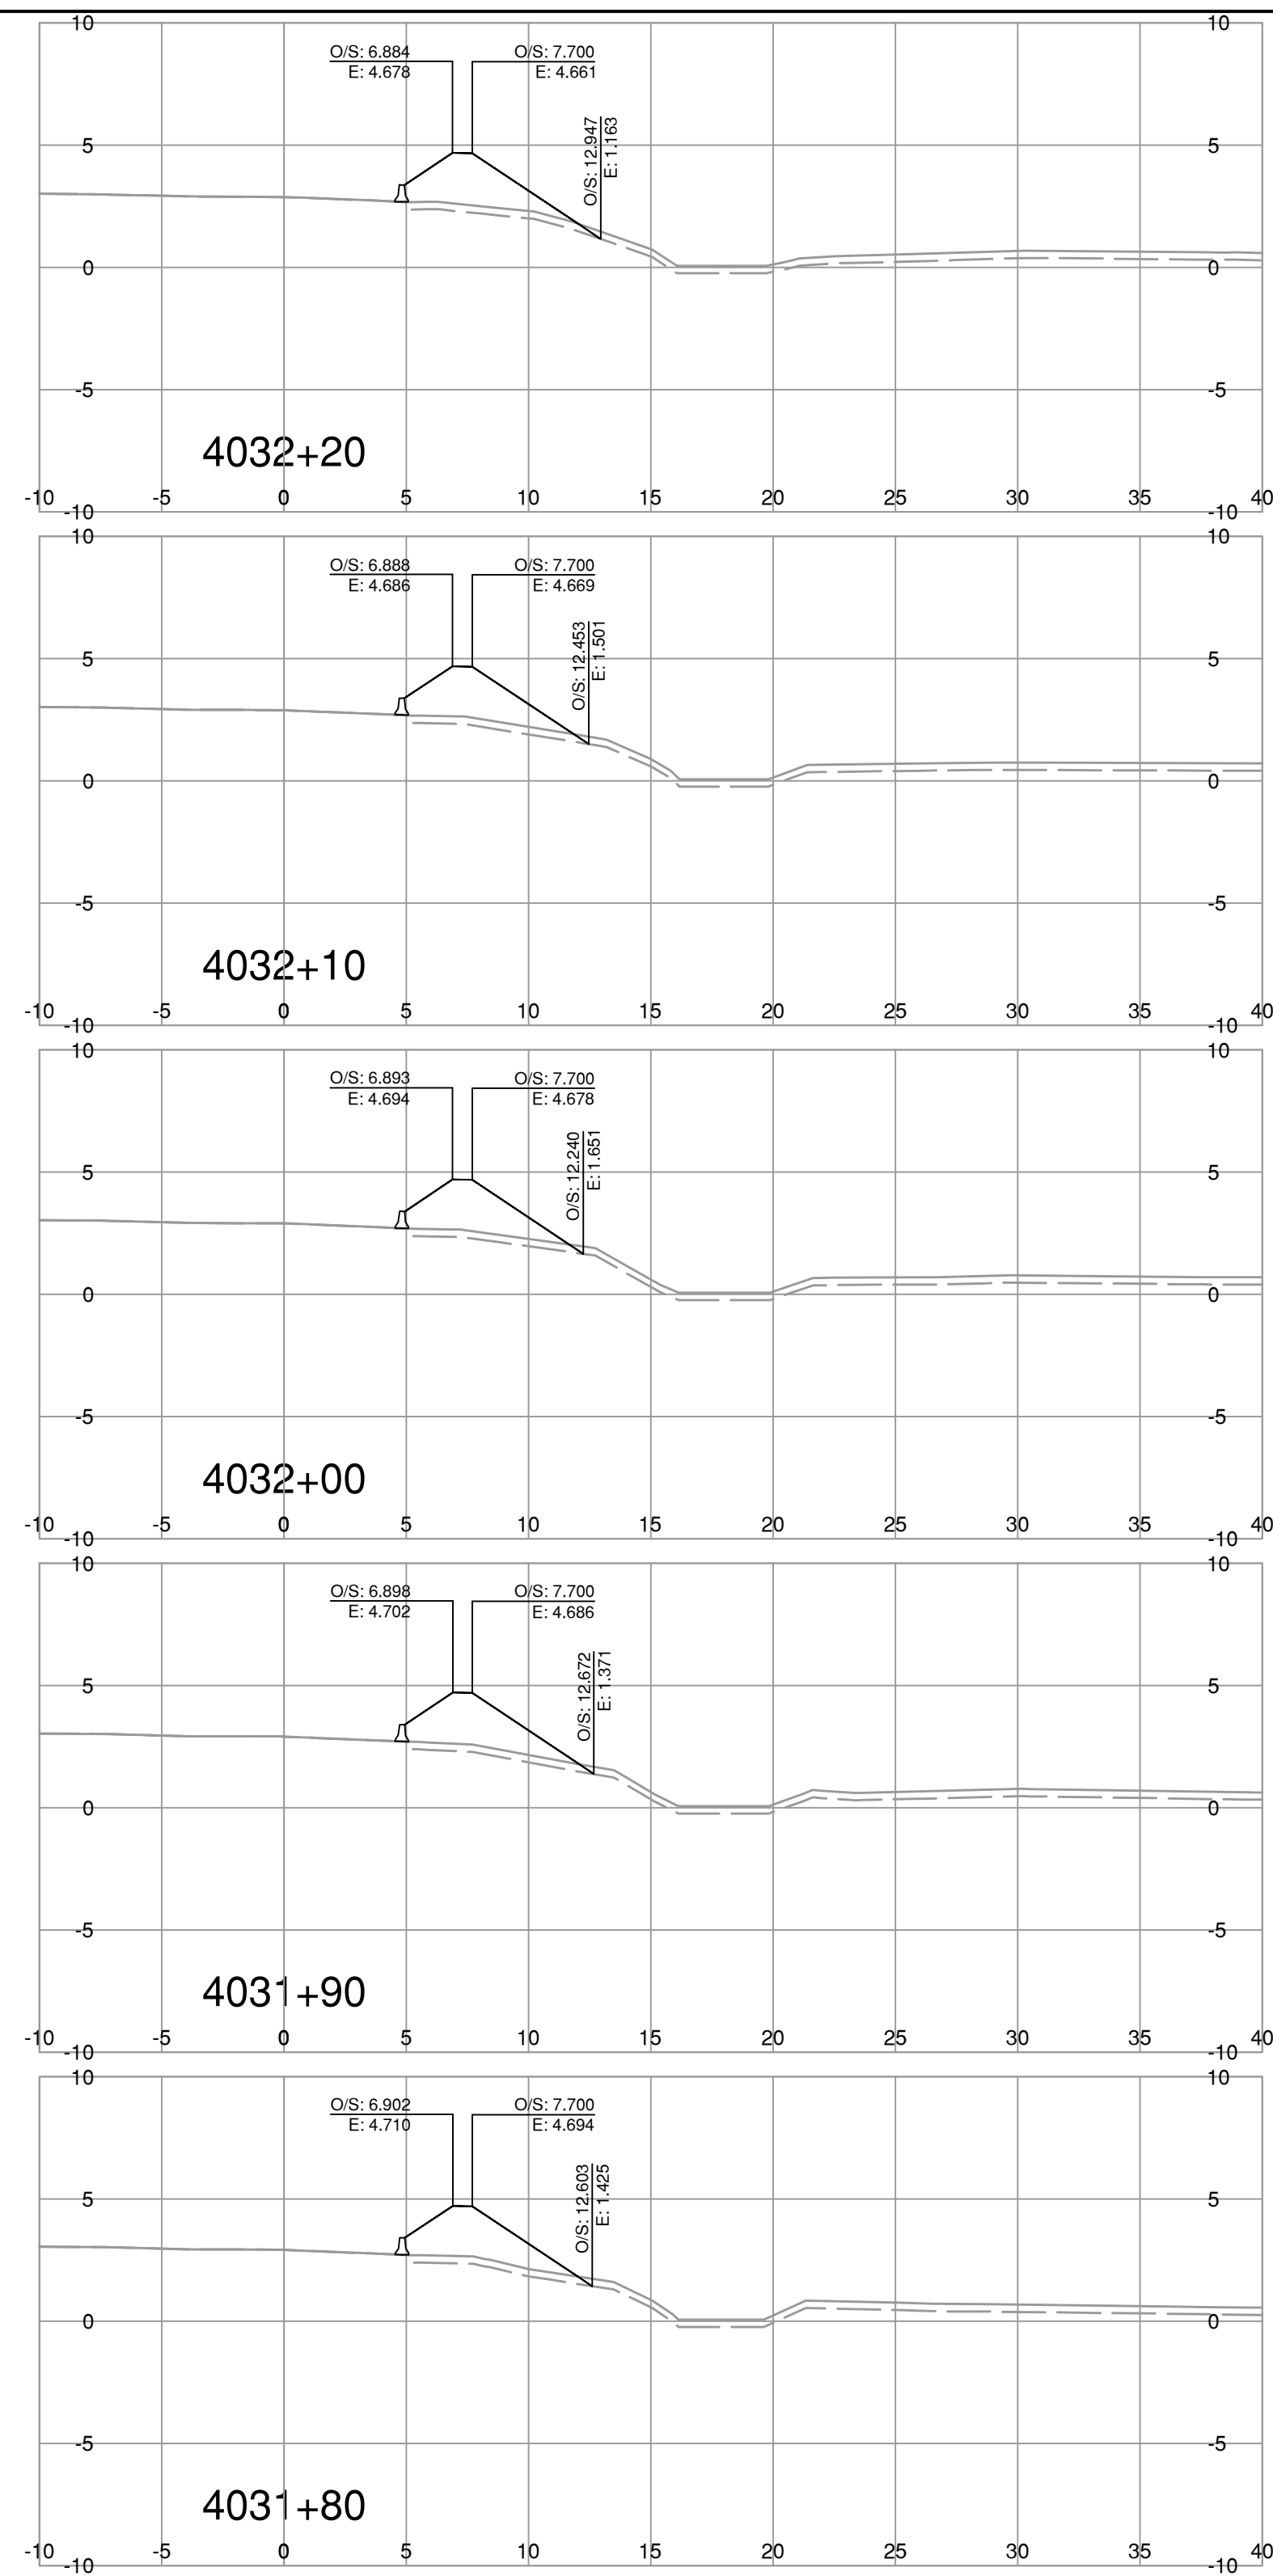 10 10
O/S: 6.884 O/S: 7.700
E: 4.678 E: 4.661
O/S: 12.947
E: 1.163
5 5
0 0
-5 -5
4032+20
-10 -5 0 5 10 15 20 25 30 35 40
-10 -10
10 10
O/S: 6.888 O/S: 7.700
E: 4.686 E: 4.669
O/S: 12.453
E: 1.501
5 5
0 0
-5 -5
4032+10
-10 -5 0 5 10 15 20 25 30 35 40
-10 -10
10 10
O/S: 6.893 O/S: 7.700
E: 4.694 E: 4.678
O/S: 12.240
E: 1.651
5 5
0 0
-5 -5
4032+00
-10 -5 0 5 10 15 20 25 30 35 40
-10 -10
10 10
O/S: 6.898 O/S: 7.700
E: 4.702 E: 4.686
O/S: 12.672
E: 1.371
5 5
0 0
-5 -5
4031+90
-10 -5 0 5 10 15 20 25 30 35 40
-10 -10
10 10
O/S: 6.902 O/S: 7.700
E: 4.710 E: 4.694
O/S: 12.603
E: 1.425
5 5
0 0
-5 -5
4031+80
-10 -5 0 5 10 15 20 25 30 35 40
-10 -10